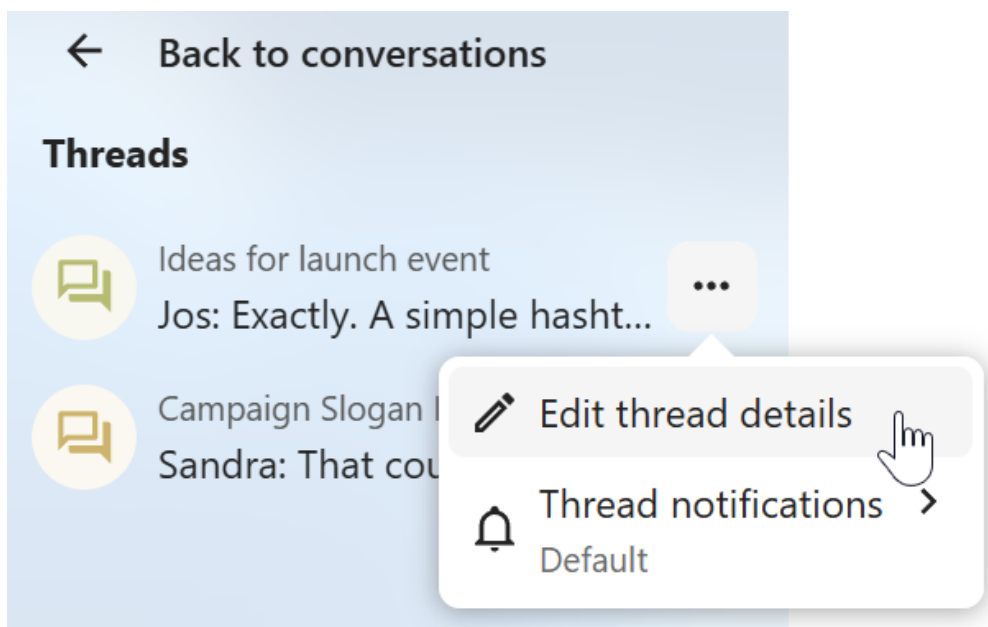 Back to conversations
Threads
Ideas for launch event
Jos: Exactly. A simple hasht...
Campaign Slogan
Sandra: That
Edit thread details
Thread notifications
Default